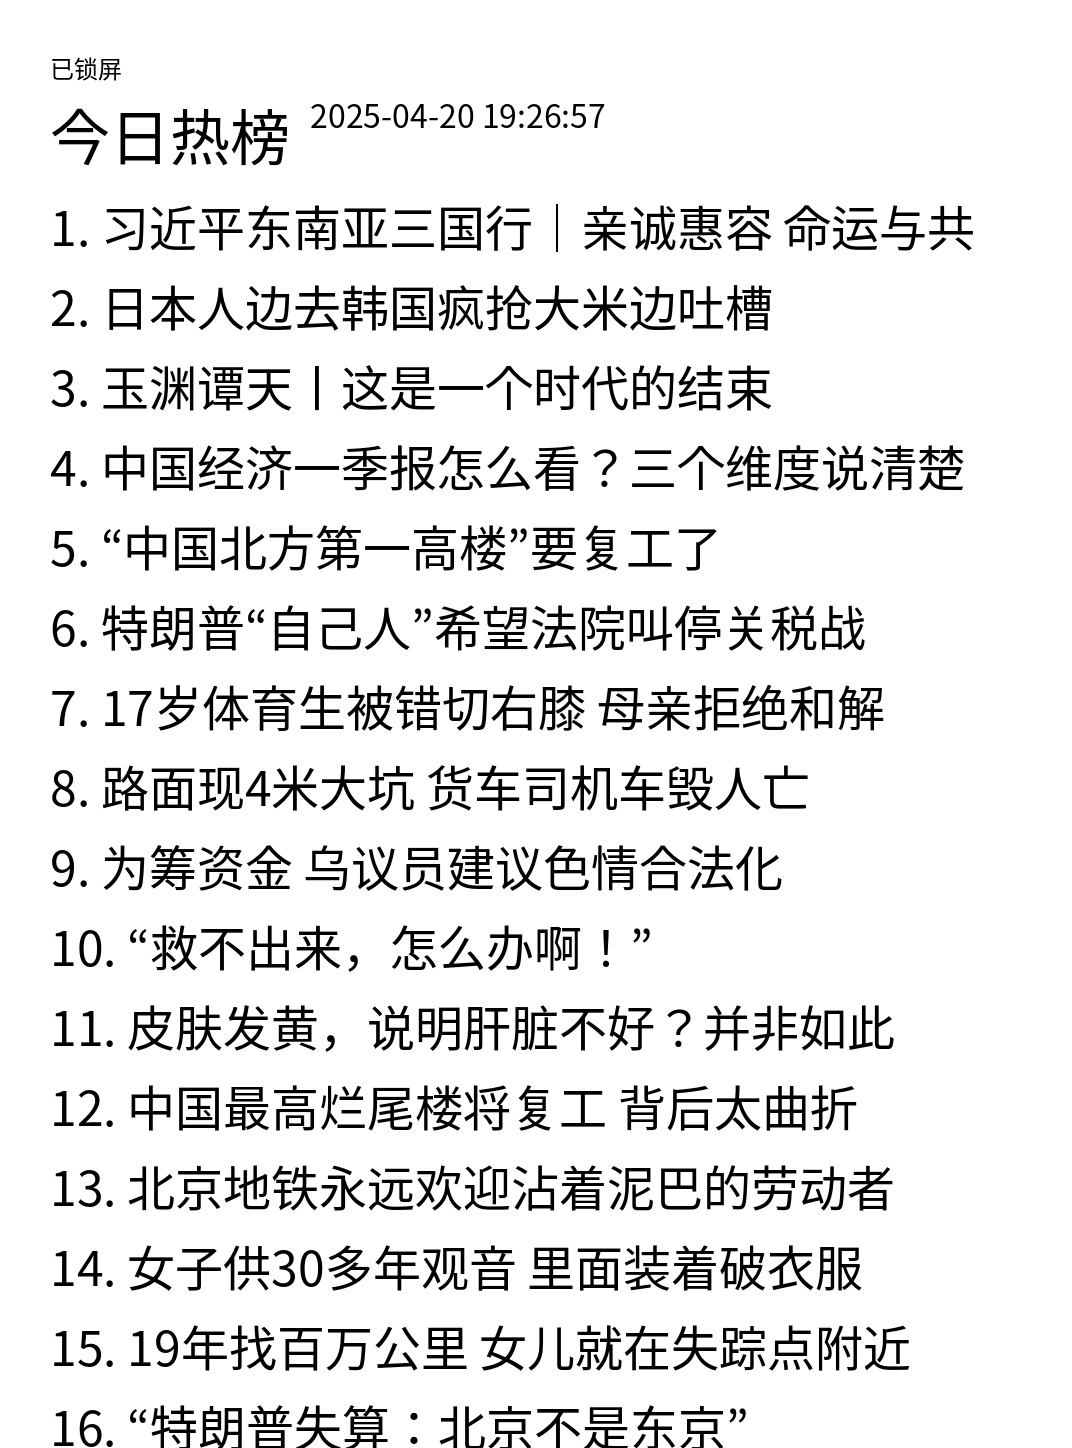 已锁屏
今日热榜 2025-04-20 19:26:57
1. 习近平东南亚三国行｜亲诚惠容 命运与共
2. 日本人边去韩国疯抢大米边吐槽
3. 玉渊谭天丨这是一个时代的结束
4. 中国经济一季报怎么看？三个维度说清楚
5. “中国北方第一高楼”要复工了
6. 特朗普“自己人”希望法院叫停关税战
7. 17岁体育生被错切右膝 母亲拒绝和解
8. 路面现4米大坑 货车司机车毁人亡
9. 为筹资金 乌议员建议色情合法化
10. “救不出来，怎么办啊！”
11. 皮肤发黄，说明肝脏不好？并非如此
12. 中国最高烂尾楼将复工 背后太曲折
13. 北京地铁永远欢迎沾着泥巴的劳动者
14. 女子供30多年观音 里面装着破衣服
15. 19年找百万公里 女儿就在失踪点附近
16. “特朗普失算：北京不是东京”